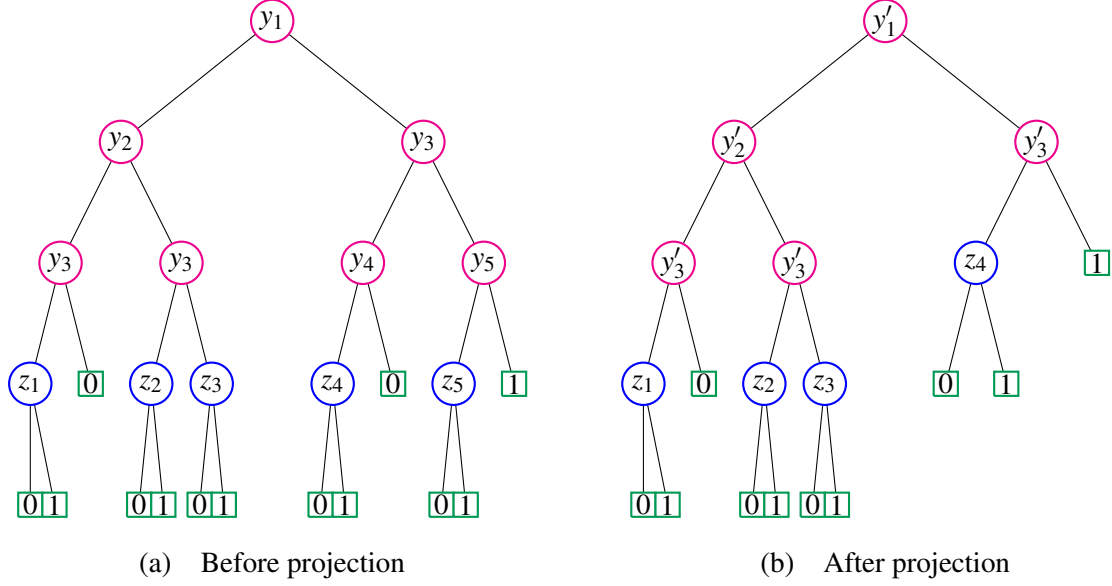 y₁ y′₁
y₂ y₃ y′₂ y′₃
y₃ y₃ y₄ y₅ y′₃ y′₃ z₄ 1
z₁ 0 z₂ z₃ z₄ 0 z₅ 1 z₁ 0 z₂ z₃ 0 1
0 1 0 1 0 1 0 1 0 1 0 1 0 1 0 1
(a) Before projection (b) After projection